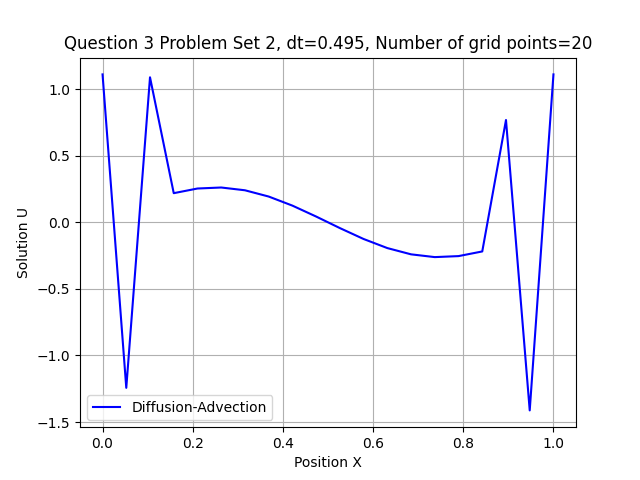 Question 3 Problem Set 2, dt=0.495, Number of grid points=20
1.0
0.5
0.0
−0.5
−1.0
−1.5
Solution U
Diffusion-Advection
0.0 0.2 0.4 0.6 0.8 1.0
Position X